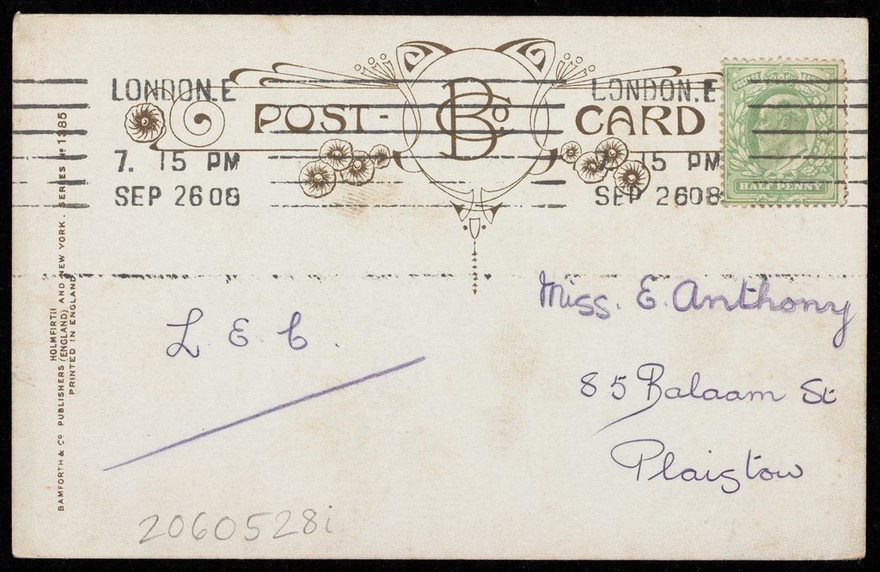 LONDON.E
7. 15 PM
SEP 26 08
POST-
B Co
CARD
LONDON.E
7. 15 PM
SEP 26 08
HALF PENNY
BAMFORTH & Co PUBLISHERS (ENGLAND) AND NEW YORK. SERIES No 1385
HOLMFIRTH
PRINTED IN ENGLAND
L E C.
Miss. E. Anthony
85 Balaam St
Plaistow
2060528i